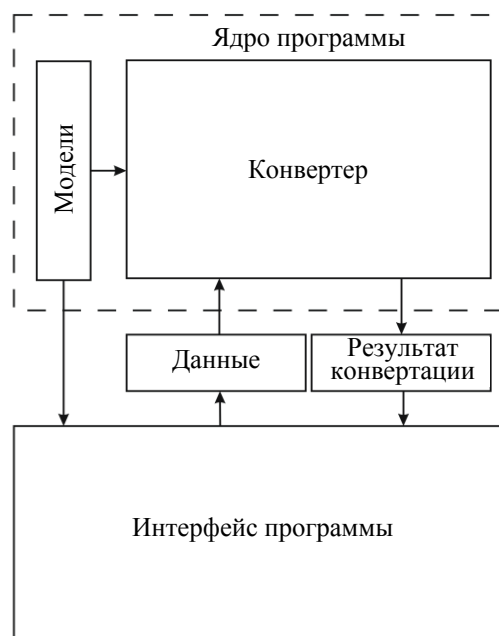 Ядро программы
Модели
Конвертер
Данные
Результат
конвертации
Интерфейс программы